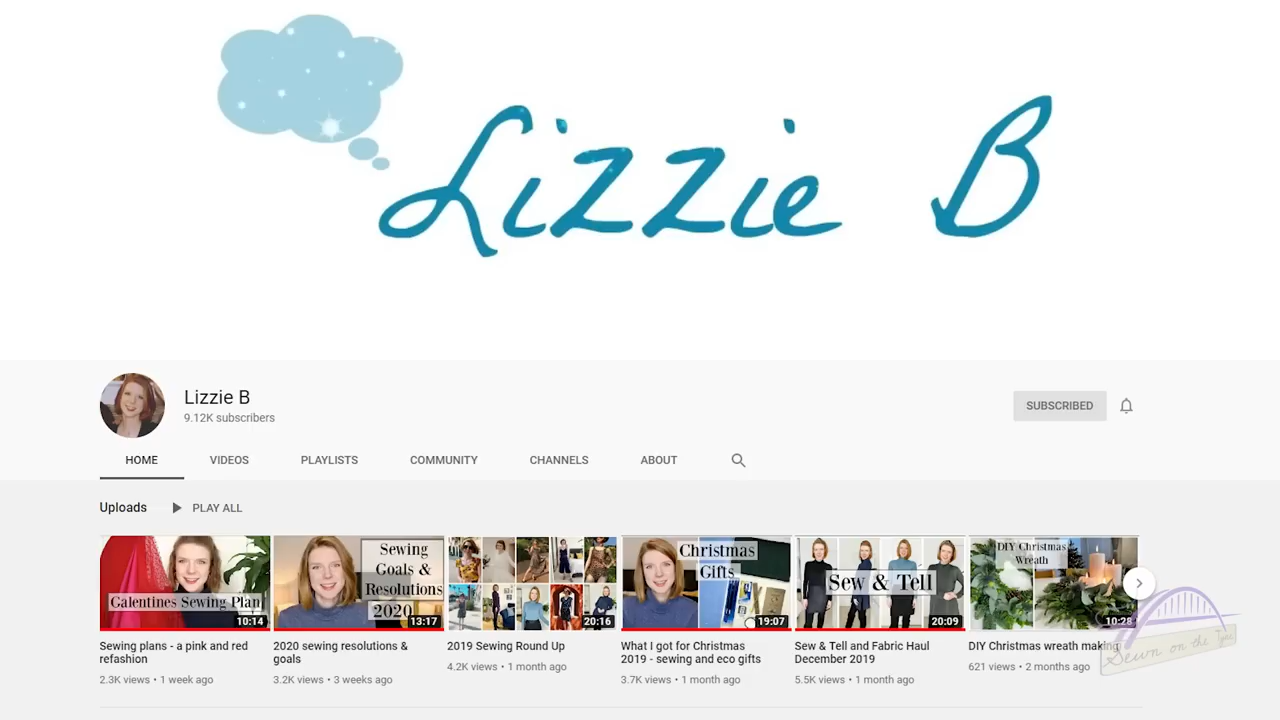 Lizzie B
Lizzie B
9.12K subscribers
SUBSCRIBED
HOME
VIDEOS
PLAYLISTS
COMMUNITY
CHANNELS
ABOUT
Uploads
PLAY ALL
Galentines Sewing Plan
10:14
Sewing
Goals &
Resolutions
2020
13:17
20:16
Christmas
Gifts
19:07
Sew & Tell
20:09
DIY Christmas
Wreath
10:28
Sewing plans - a pink and red
refashion
2.3K views • 1 week ago
2020 sewing resolutions &
goals
3.2K views • 3 weeks ago
2019 Sewing Round Up
4.2K views • 1 month ago
What I got for Christmas
2019 - sewing and eco gifts
3.7K views • 1 month ago
Sew & Tell and Fabric Haul
December 2019
5.5K views • 1 month ago
DIY Christmas wreath making
621 views • 2 months ago
Sewn on the Tyne